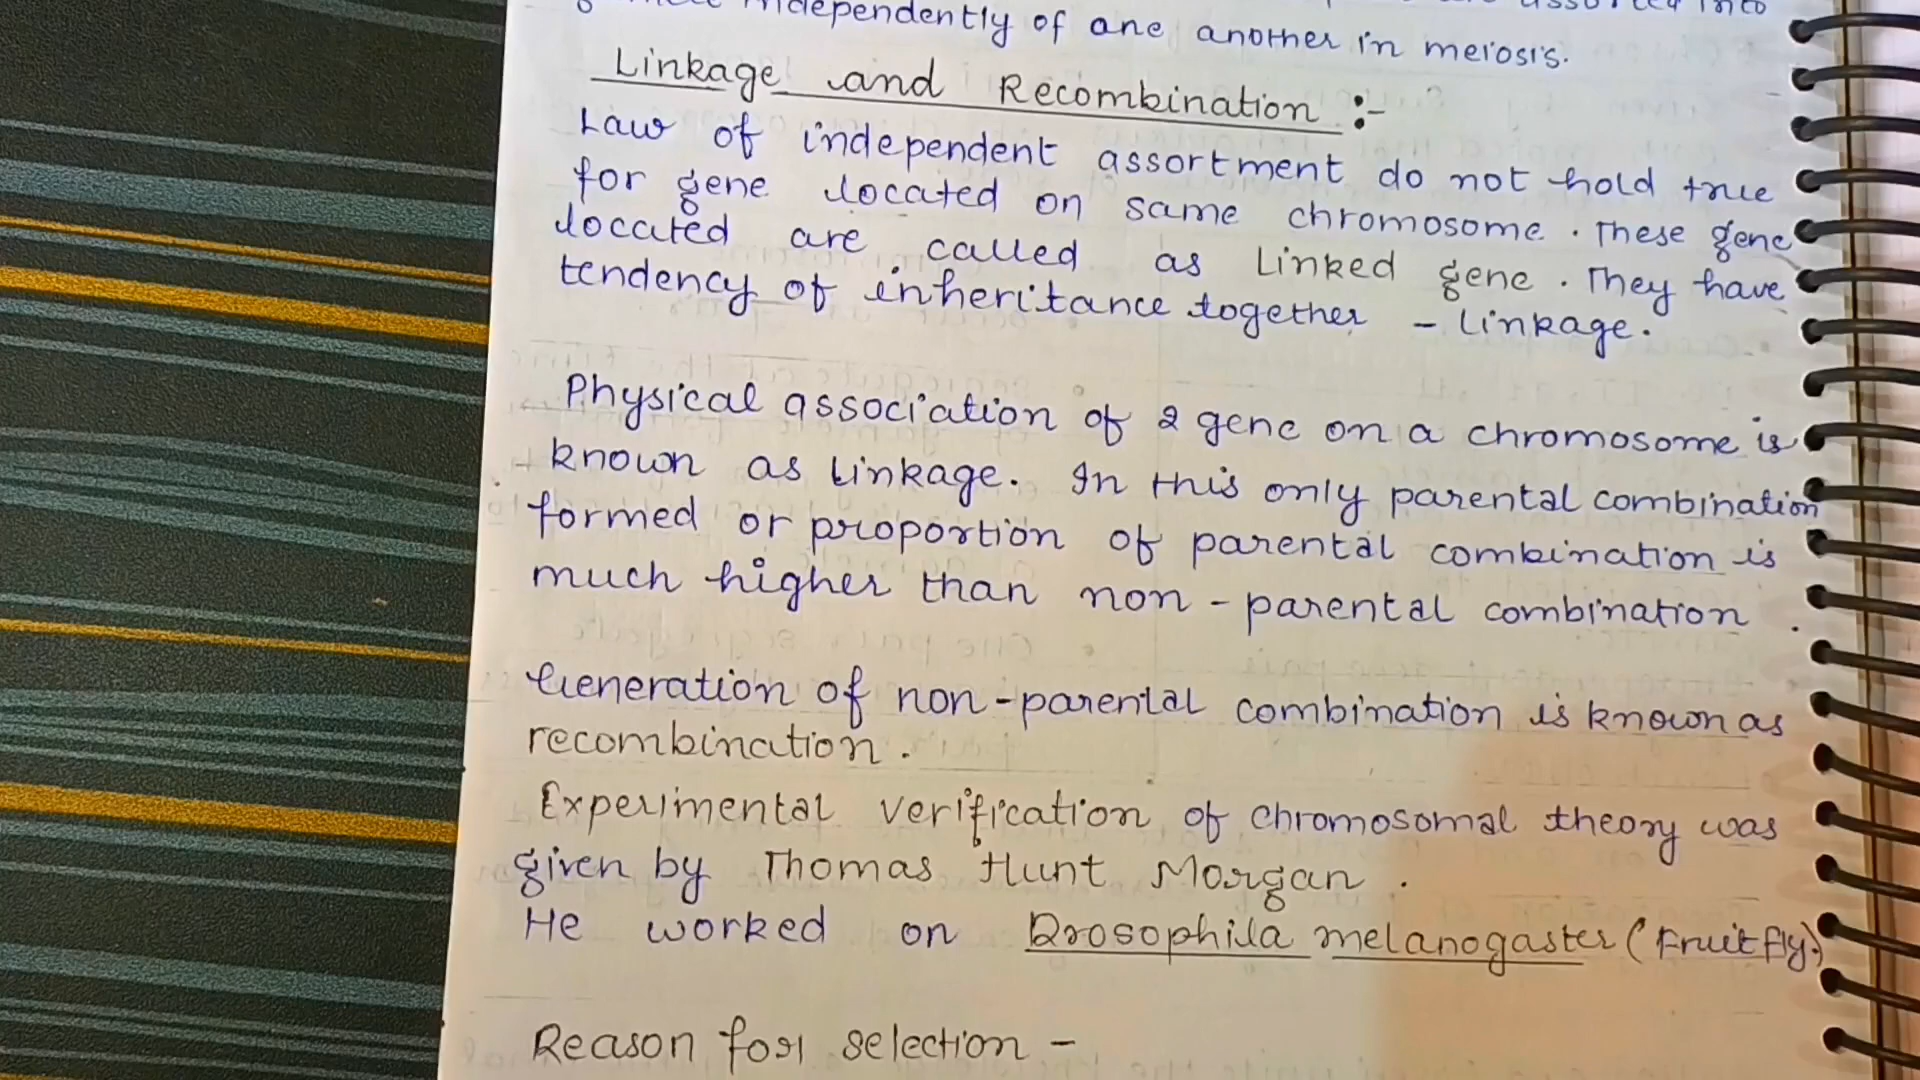 independently of one another in meiosis.
Linkage and Recombination :-
Law of independent assortment do not hold true
for gene located on same chromosome. These gene
located are called as Linked gene. They have
tendency of inheritance together - linkage.
Physical association of 2 gene on a chromosome is
known as linkage. In this only parental combination
formed or proportion of parental combination is
much higher than non-parental combination.
Generation of non-parental combination is known as
recombination.
Experimental verification of chromosomal theory was
given by Thomas Hunt Morgan.
He worked on Drosophila melanogaster (Fruit fly.)
Reason for selection -